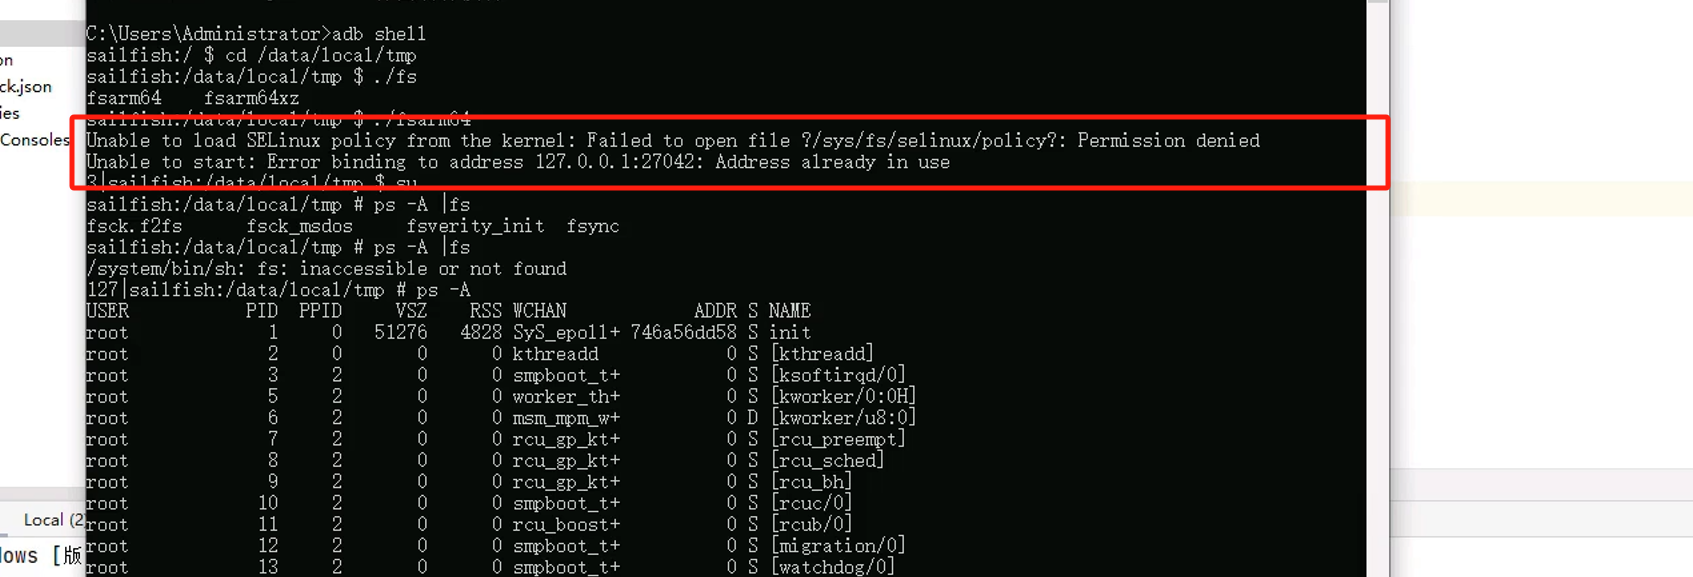 C:\Users\Administrator>adb shell
sailfish:/ $ cd /data/local/tmp
on
sailfish:/data/local/tmp $ ./fs
ck.json
fsarm64    fsarm64xz
ies
sailfish:/data/local/tmp $ ./fsarm64
Consoles
Unable to load SELinux policy from the kernel: Failed to open file ?/sys/fs/selinux/policy?: Permission denied
Unable to start: Error binding to address 127.0.0.1:27042: Address already in use
3|sailfish:/data/local/tmp $ su
sailfish:/data/local/tmp # ps -A |fs
fsck.f2fs      fsck_msdos     fsverity_init  fsync
sailfish:/data/local/tmp # ps -A |fs
/system/bin/sh: fs: inaccessible or not found
127|sailfish:/data/local/tmp # ps -A
USER           PID  PPID     VSZ    RSS WCHAN            ADDR S NAME
root             1     0   51276   4828 SyS_epoll+ 746a56dd58 S init
root             2     0       0      0 kthreadd            0 S [kthreadd]
root             3     2       0      0 smpboot_t+          0 S [ksoftirqd/0]
root             5     2       0      0 worker_th+          0 S [kworker/0:0H]
root             6     2       0      0 msm_mpm_w+          0 D [kworker/u8:0]
root             7     2       0      0 rcu_gp_kt+          0 S [rcu_preempt]
root             8     2       0      0 rcu_gp_kt+          0 S [rcu_sched]
root             9     2       0      0 rcu_gp_kt+          0 S [rcu_bh]
root            10     2       0      0 smpboot_t+          0 S [rcuc/0]
Local (2
root            11     2       0      0 rcu_boost+          0 S [rcub/0]
root            12     2       0      0 smpboot_t+          0 S [migration/0]
dows [版
root            13     2       0      0 smpboot_t+          0 S [watchdog/0]